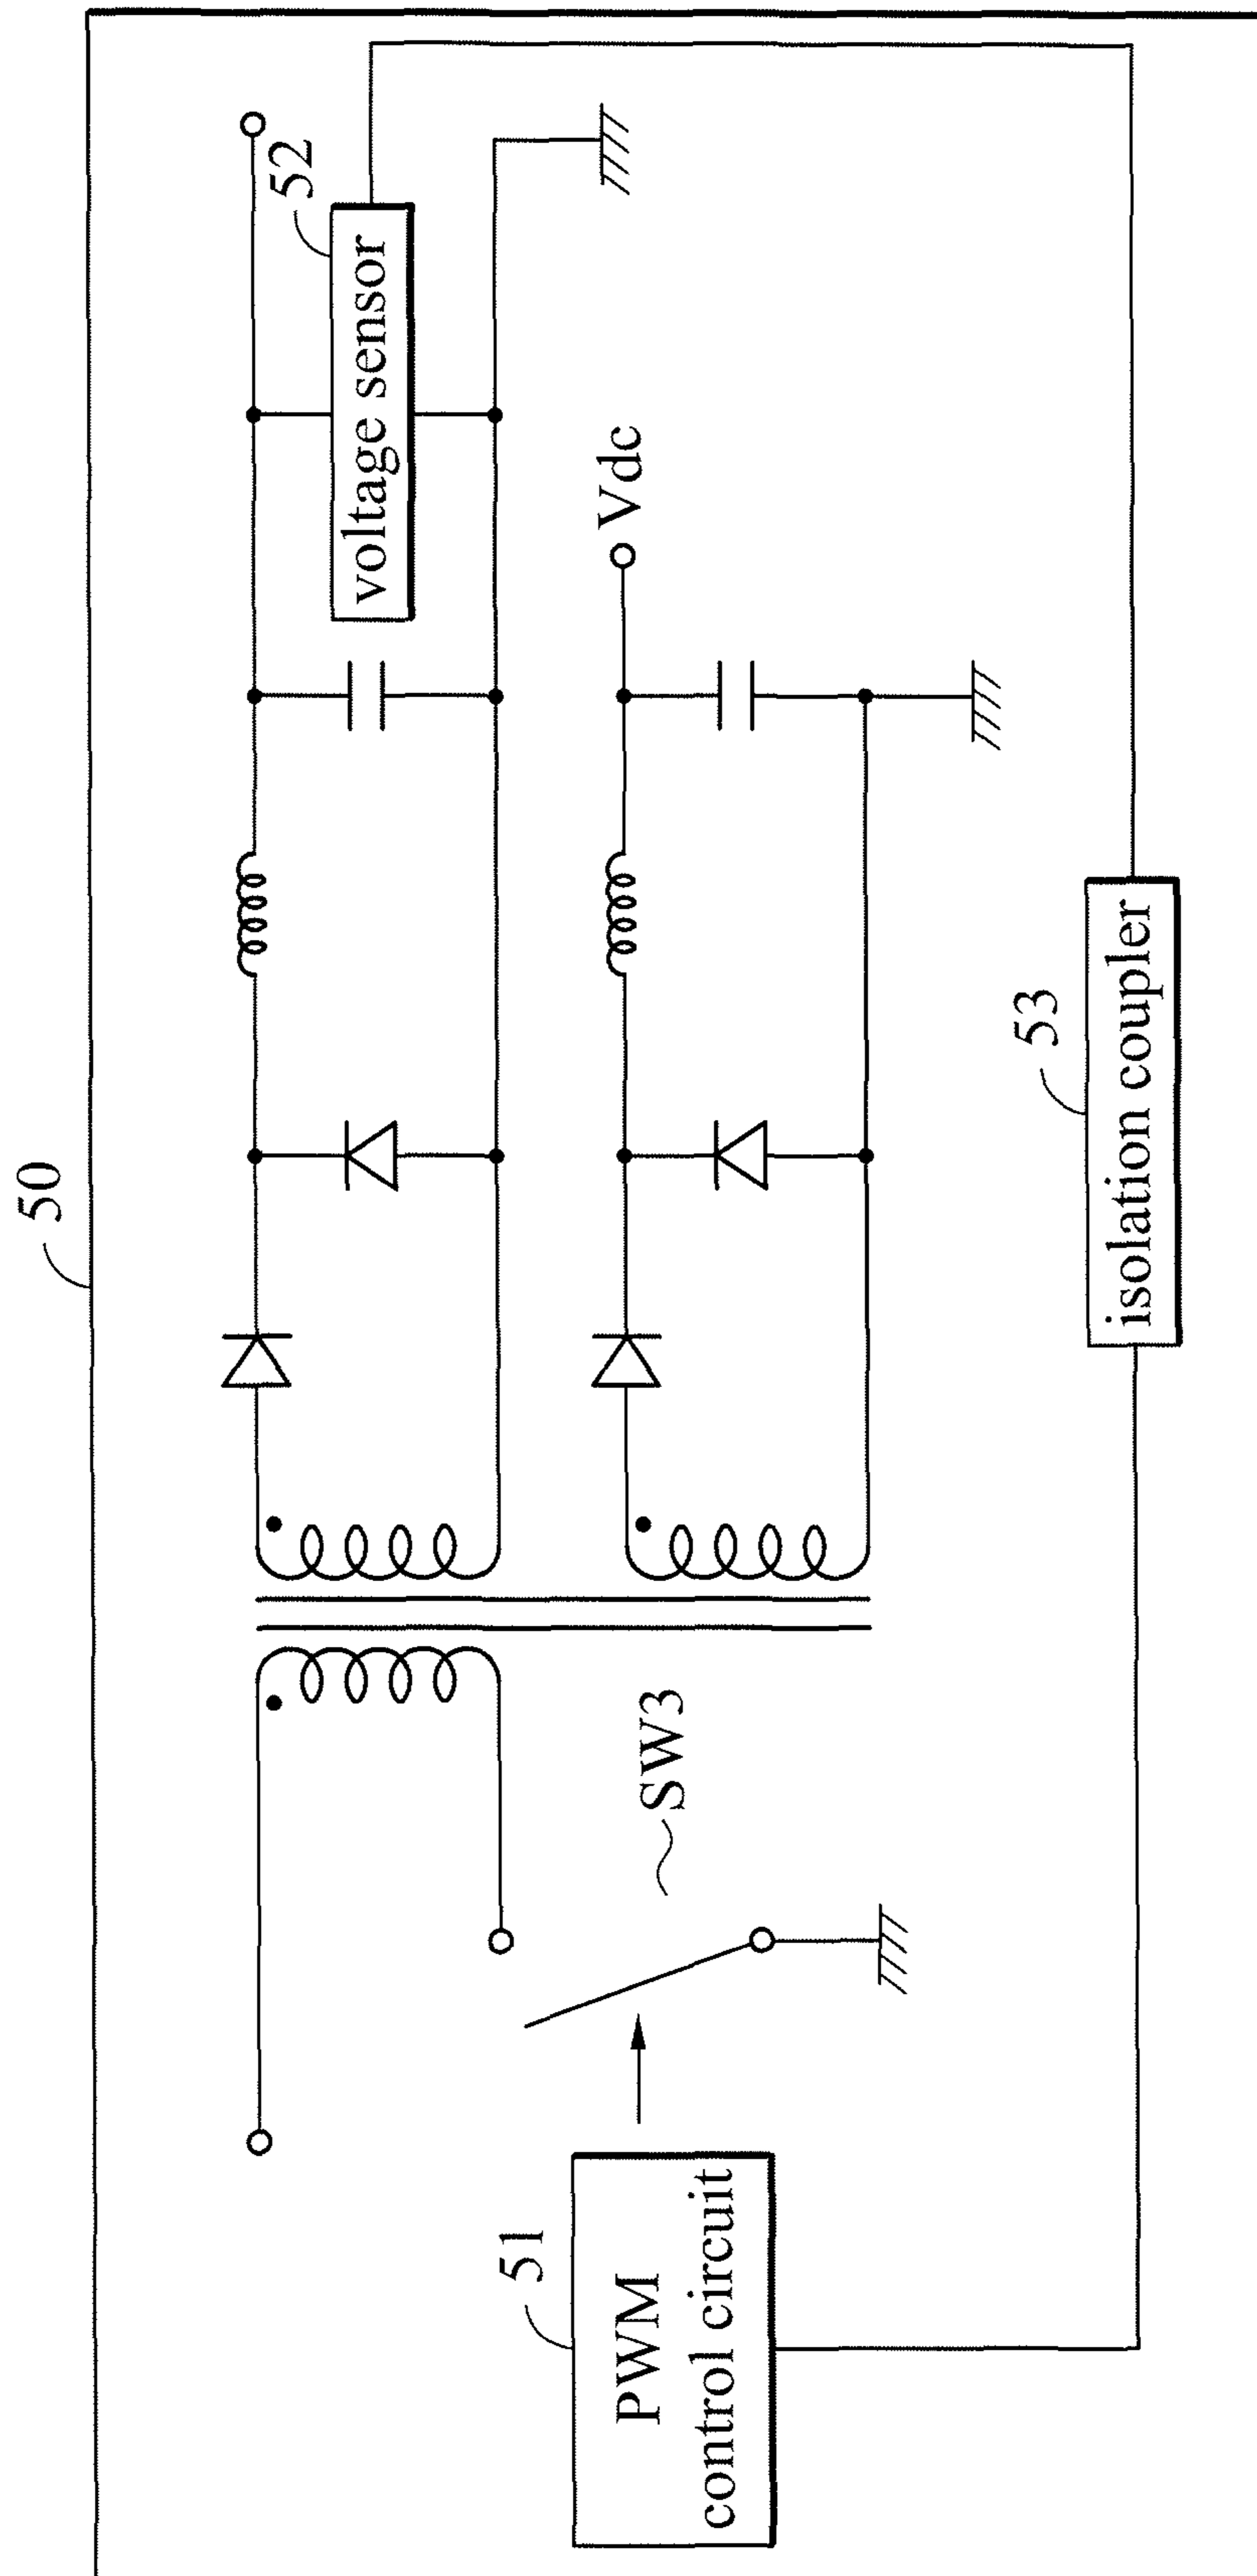 50
52
voltage sensor
Vdc
SW3
51
PWM
control circuit
53
isolation coupler